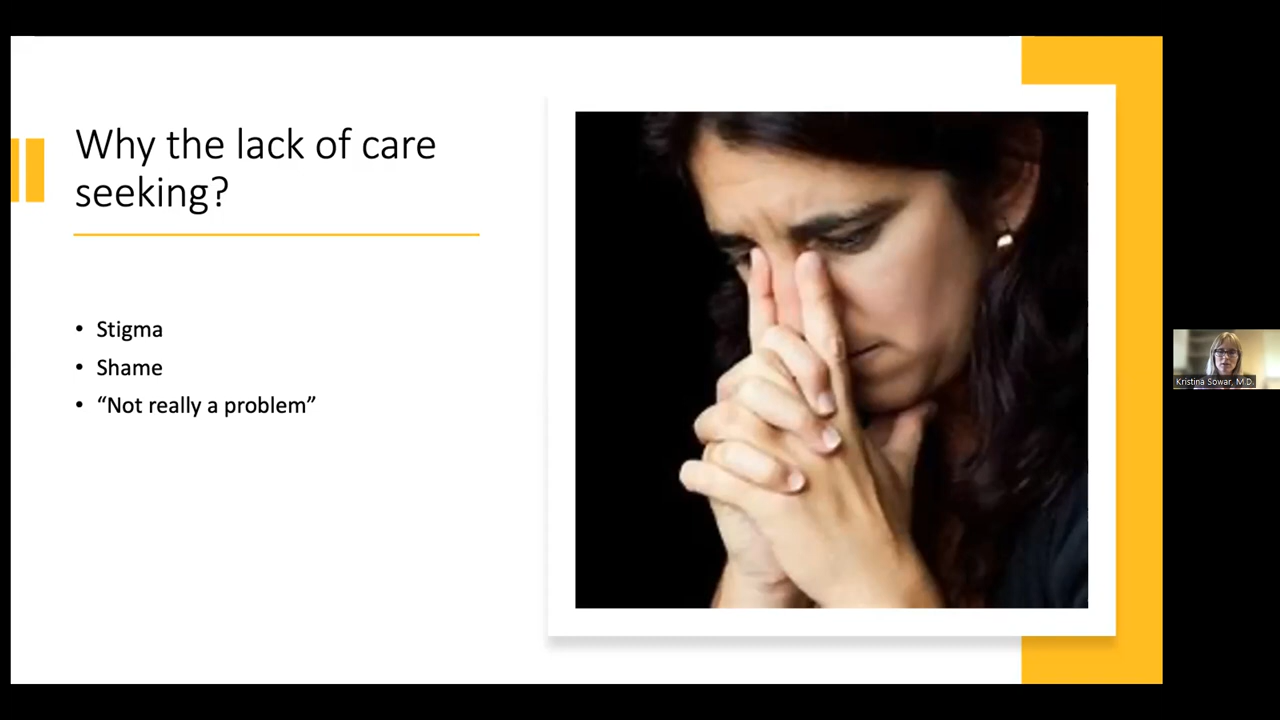 Why the lack of care
seeking?
• Stigma
• Shame
• “Not really a problem”
Kristina Sowar, M.D.